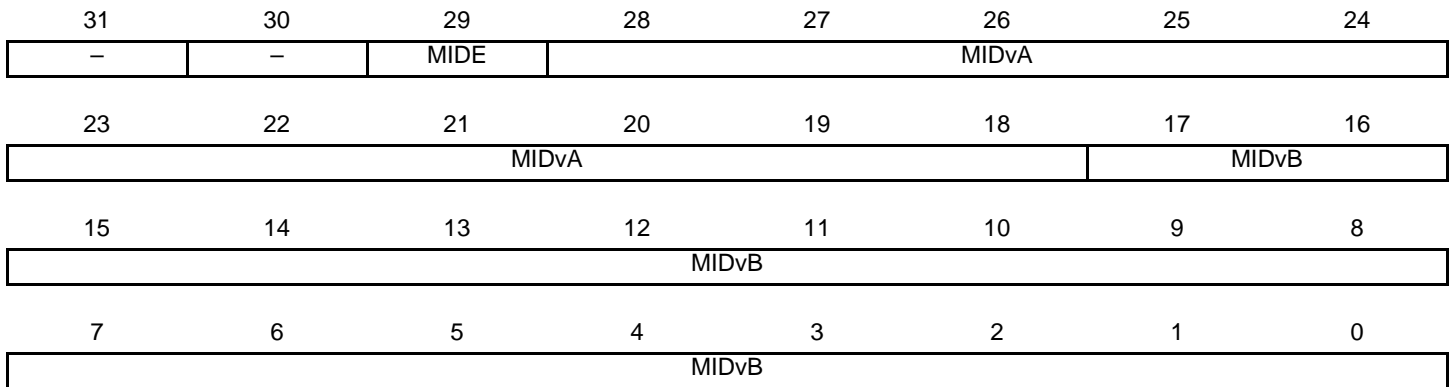 31 30 29 28 27 26 25 24
– – MIDE MIDvA
23 22 21 20 19 18 17 16
MIDvA MIDvB
15 14 13 12 11 10 9 8
MIDvB
7 6 5 4 3 2 1 0
MIDvB